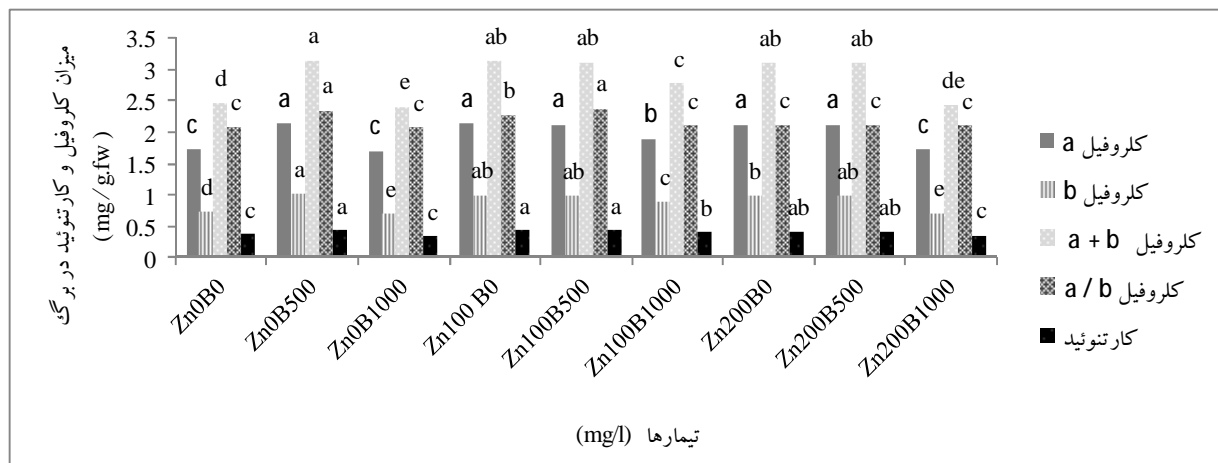 میزان کلروفیل و کارتنوئید در برگ
(mg / g.fw)
3.5
3
2.5
2
1.5
1
0.5
0
c d d c c
a a a a a
c e e c c
a ab ab b a
a ab ab a a
b c c c b
a b ab c ab
a ab ab c ab
c e de c c
Zn0B0
Zn0B500
Zn0B1000
Zn100 B0
Zn100B500
Zn100B1000
Zn200B0
Zn200B500
Zn200B1000
تیمارها (mg/l)
کلروفیل a
کلروفیل b
کلروفیل a + b
کلروفیل a / b
کارتنوئید